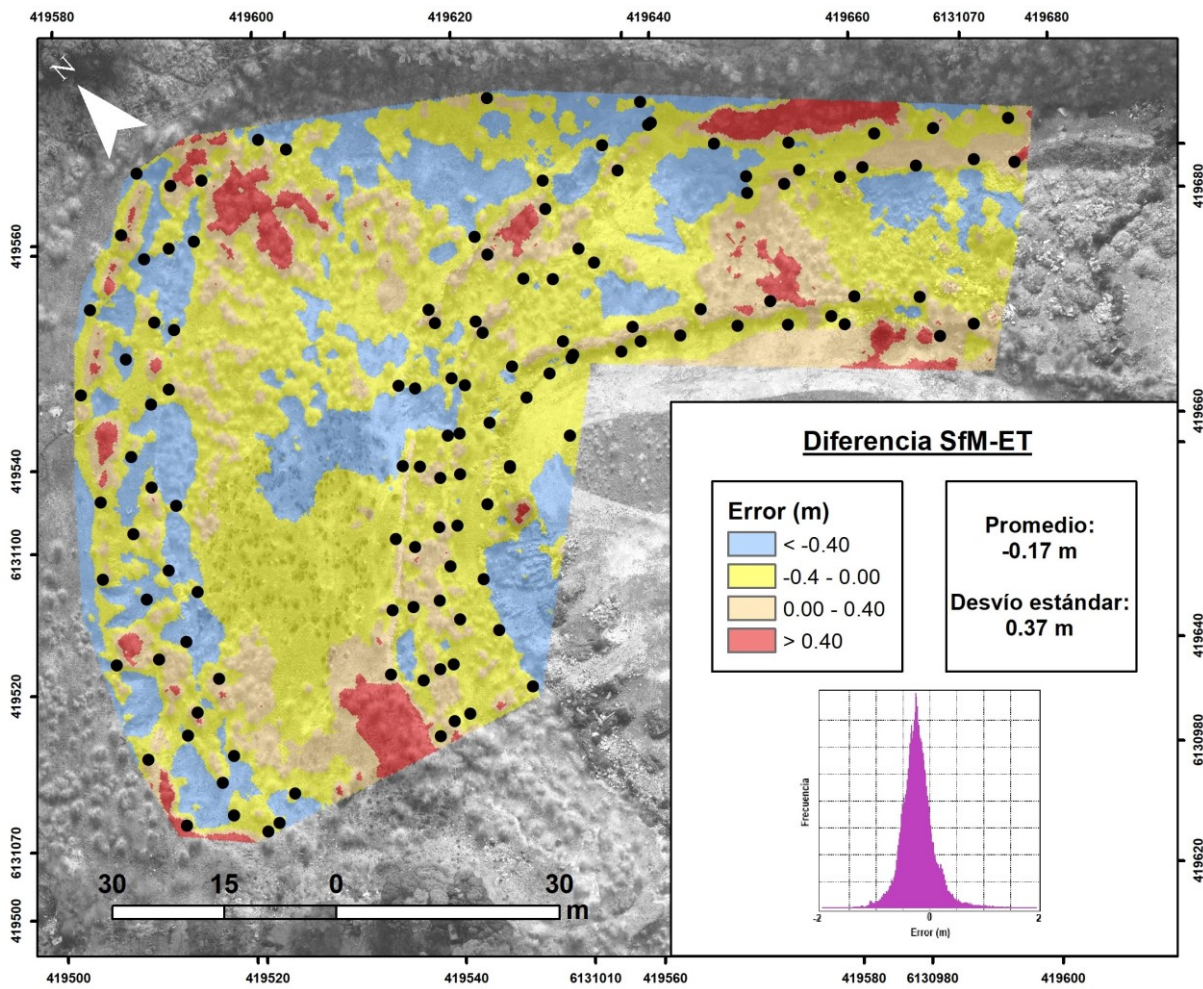 419580 419600 419620 419640 419660 6131070 419680
N
419680
419560
419660
Diferencia SfM-ET
419540
Error (m)
< -0.40
-0.4 - 0.00
0.00 - 0.40
> 0.40
Promedio:
-0.17 m
Desvío estándar:
0.37 m
6131100
419640
419520
6130980
Frecuencia
-2 0 2
Error (m)
6131070
419620
30 15 0 30
m
419500
419500 419520 419540 6131010 419560 419580 6130980 419600